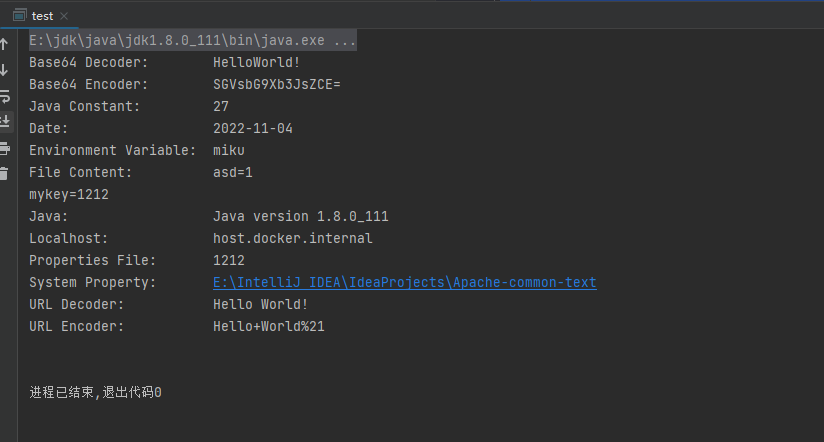 test
E:\jdk\java\jdk1.8.0_111\bin\java.exe ...
Base64 Decoder: HelloWorld!
Base64 Encoder: SGVsbG9Xb3JsZCE=
Java Constant: 27
Date: 2022-11-04
Environment Variable: miku
File Content: asd=1
mykey=1212
Java: Java version 1.8.0_111
Localhost: host.docker.internal
Properties File: 1212
System Property: E:\IntelliJ IDEA\IdeaProjects\Apache-common-text
URL Decoder: Hello World!
URL Encoder: Hello+World%21
进程已结束,退出代码0